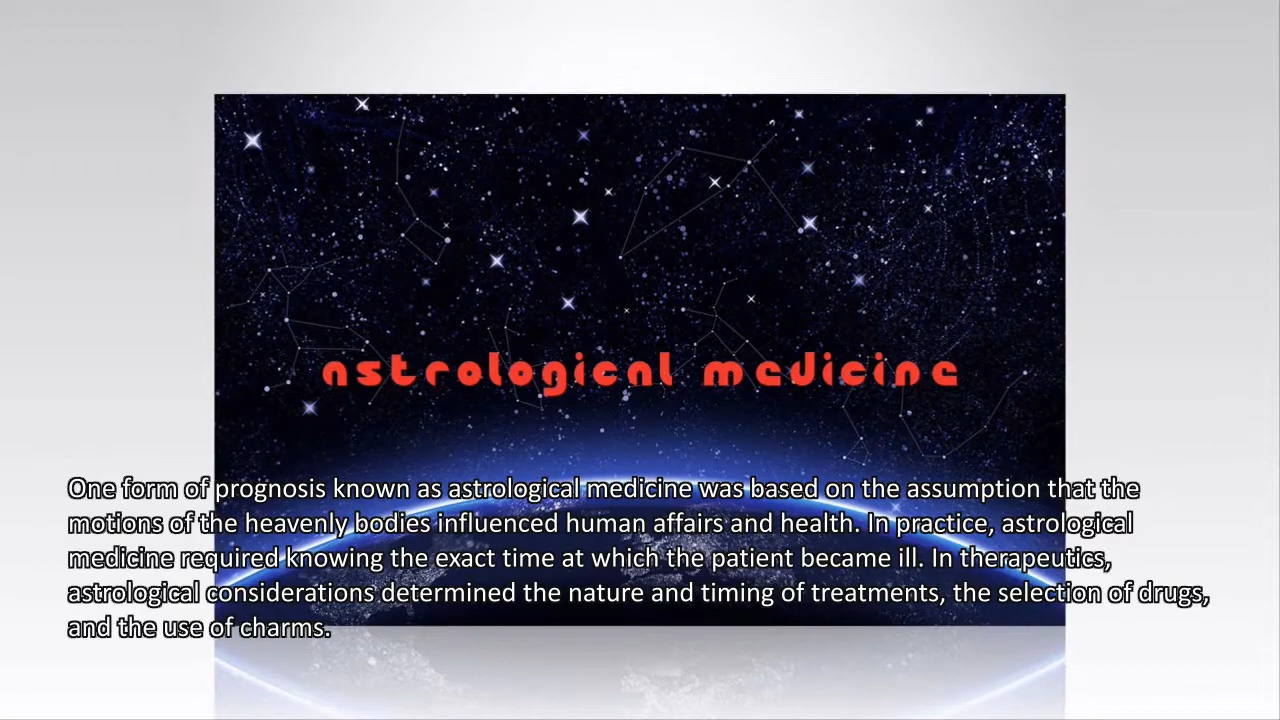 astrological medicine
One form of prognosis known as astrological medicine was based on the assumption that the
motions of the heavenly bodies influenced human affairs and health. In practice, astrological
medicine required knowing the exact time at which the patient became ill. In therapeutics,
astrological considerations determined the nature and timing of treatments, the selection of drugs,
and the use of charms.